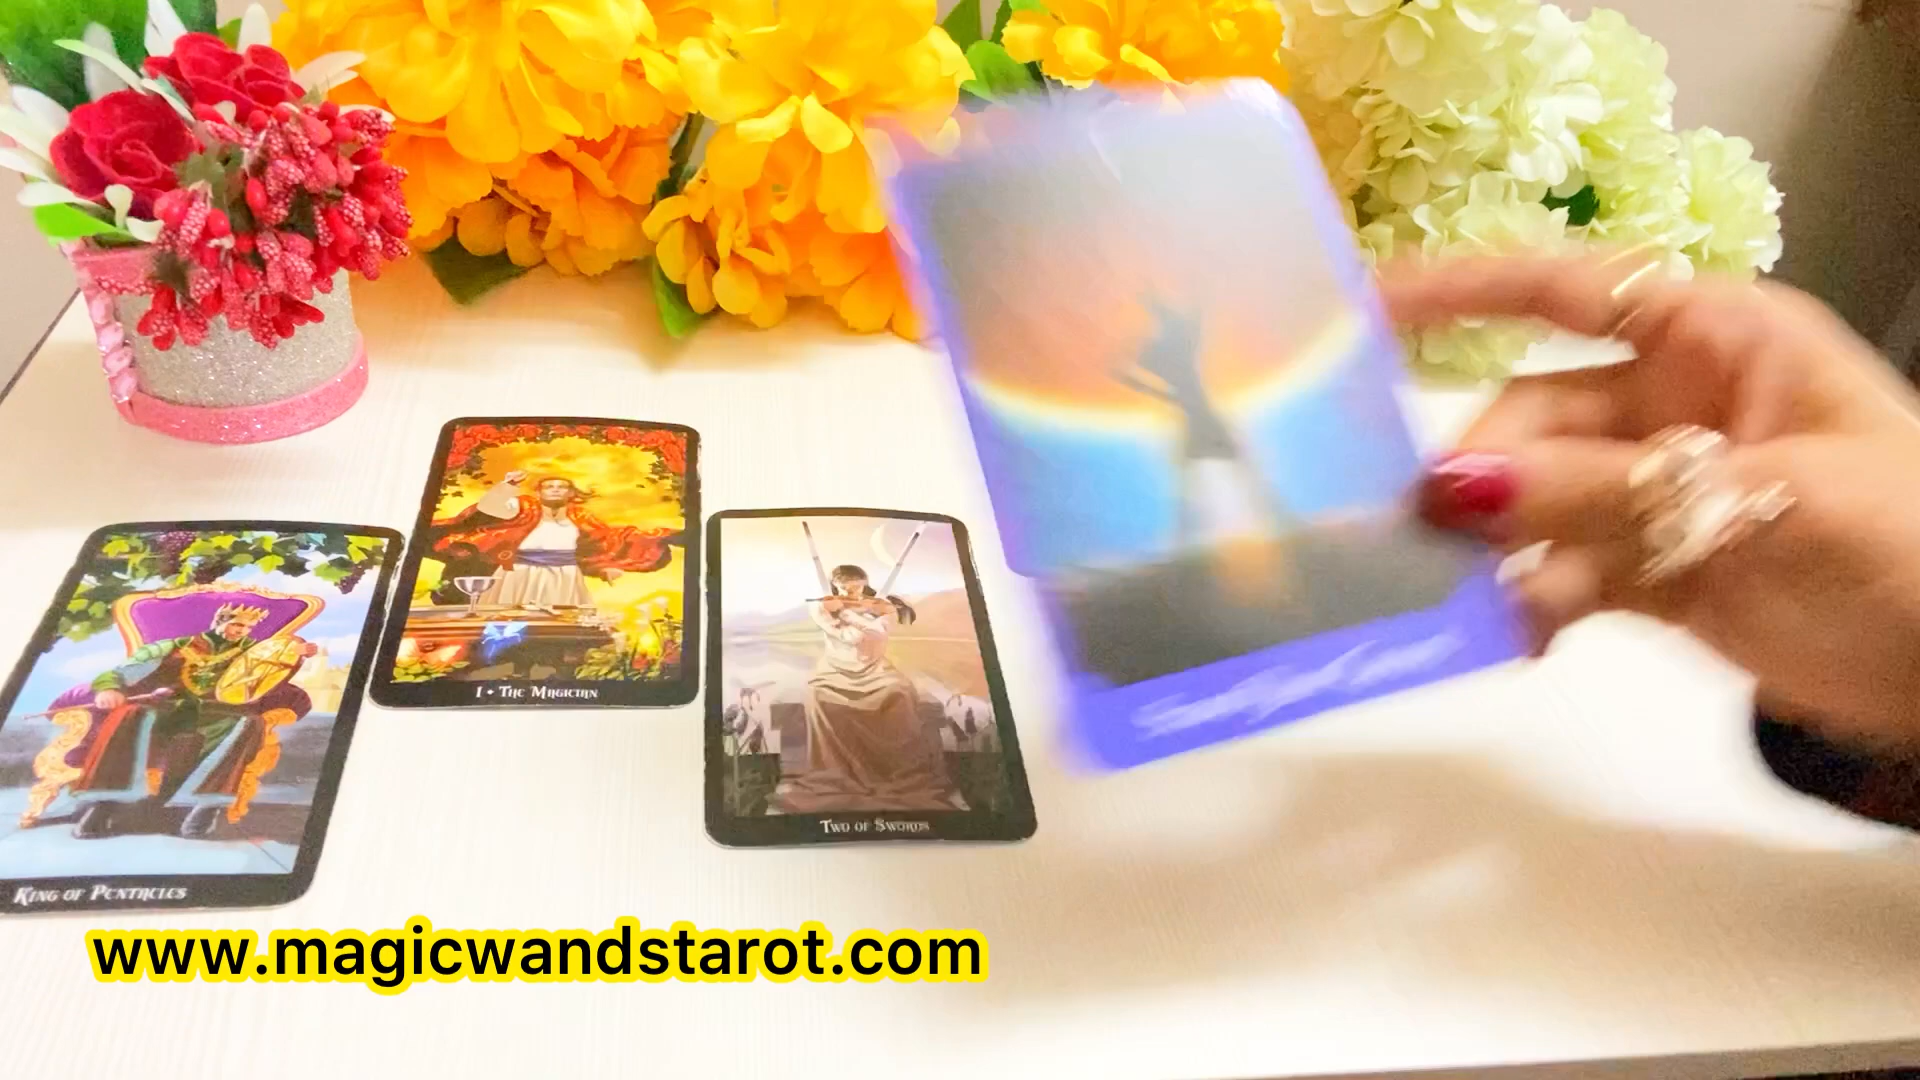 I • The Magician
Two of Swords
King of Pentacles
www.magicwandstarot.com